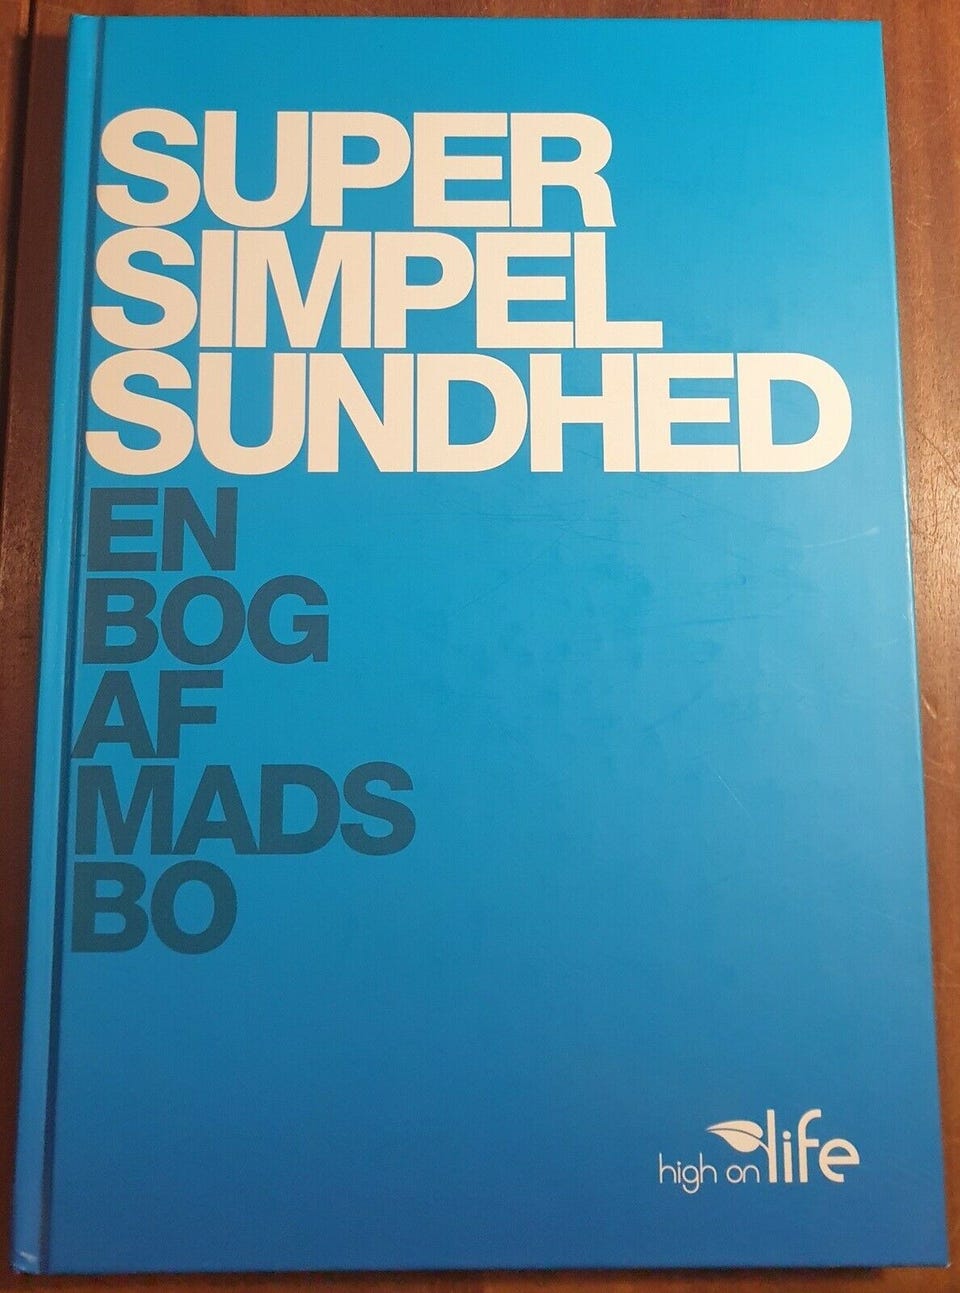 SUPER
SIMPEL
SUNDHED
EN
BOG
AF
MADS
BO
high on life